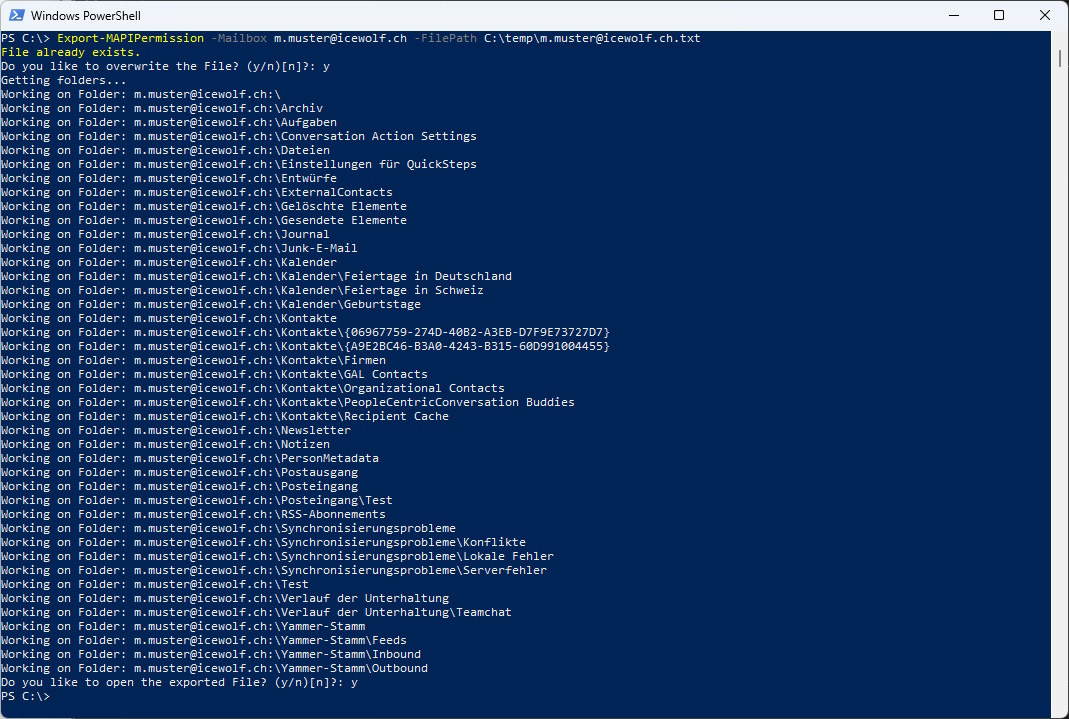 Windows PowerShell
PS C:\> Export-MAPIPermission -Mailbox m.muster@icewolf.ch -FilePath C:\temp\m.muster@icewolf.ch.txt
File already exists.
Do you like to overwrite the File? (y/n)[n]?: y
Getting folders...
Working on Folder: m.muster@icewolf.ch:\
Working on Folder: m.muster@icewolf.ch:\Archiv
Working on Folder: m.muster@icewolf.ch:\Aufgaben
Working on Folder: m.muster@icewolf.ch:\Conversation Action Settings
Working on Folder: m.muster@icewolf.ch:\Dateien
Working on Folder: m.muster@icewolf.ch:\Einstellungen für QuickSteps
Working on Folder: m.muster@icewolf.ch:\Entwürfe
Working on Folder: m.muster@icewolf.ch:\ExternalContacts
Working on Folder: m.muster@icewolf.ch:\Gelöschte Elemente
Working on Folder: m.muster@icewolf.ch:\Gesendete Elemente
Working on Folder: m.muster@icewolf.ch:\Journal
Working on Folder: m.muster@icewolf.ch:\Junk-E-Mail
Working on Folder: m.muster@icewolf.ch:\Kalender
Working on Folder: m.muster@icewolf.ch:\Kalender\Feiertage in Deutschland
Working on Folder: m.muster@icewolf.ch:\Kalender\Feiertage in Schweiz
Working on Folder: m.muster@icewolf.ch:\Kalender\Geburtstage
Working on Folder: m.muster@icewolf.ch:\Kontakte
Working on Folder: m.muster@icewolf.ch:\Kontakte\{06967759-274D-40B2-A3EB-D7F9E73727D7}
Working on Folder: m.muster@icewolf.ch:\Kontakte\{A9E2BC46-B3A0-4243-B315-60D991004455}
Working on Folder: m.muster@icewolf.ch:\Kontakte\Firmen
Working on Folder: m.muster@icewolf.ch:\Kontakte\GAL Contacts
Working on Folder: m.muster@icewolf.ch:\Kontakte\Organizational Contacts
Working on Folder: m.muster@icewolf.ch:\Kontakte\PeopleCentricConversation Buddies
Working on Folder: m.muster@icewolf.ch:\Kontakte\Recipient Cache
Working on Folder: m.muster@icewolf.ch:\Newsletter
Working on Folder: m.muster@icewolf.ch:\Notizen
Working on Folder: m.muster@icewolf.ch:\PersonMetadata
Working on Folder: m.muster@icewolf.ch:\Postausgang
Working on Folder: m.muster@icewolf.ch:\Posteingang
Working on Folder: m.muster@icewolf.ch:\Posteingang\Test
Working on Folder: m.muster@icewolf.ch:\RSS-Abonnements
Working on Folder: m.muster@icewolf.ch:\Synchronisierungsprobleme
Working on Folder: m.muster@icewolf.ch:\Synchronisierungsprobleme\Konflikte
Working on Folder: m.muster@icewolf.ch:\Synchronisierungsprobleme\Lokale Fehler
Working on Folder: m.muster@icewolf.ch:\Synchronisierungsprobleme\Serverfehler
Working on Folder: m.muster@icewolf.ch:\Test
Working on Folder: m.muster@icewolf.ch:\Verlauf der Unterhaltung
Working on Folder: m.muster@icewolf.ch:\Verlauf der Unterhaltung\Teamchat
Working on Folder: m.muster@icewolf.ch:\Yammer-Stamm
Working on Folder: m.muster@icewolf.ch:\Yammer-Stamm\Feeds
Working on Folder: m.muster@icewolf.ch:\Yammer-Stamm\Inbound
Working on Folder: m.muster@icewolf.ch:\Yammer-Stamm\Outbound
Do you like to open the exported File? (y/n)[n]?: y
PS C:\>